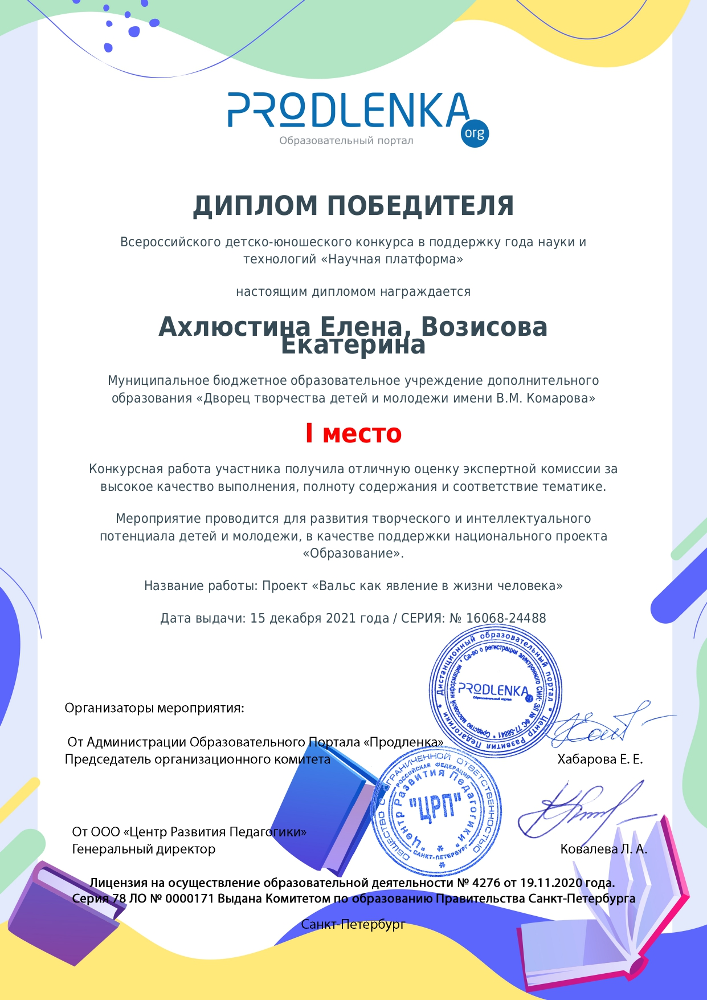 PRODLENKA
org
Образовательный портал
ДИПЛОМ ПОБЕДИТЕЛЯ
Всероссийского детско-юношеского конкурса в поддержку года науки и
технологий «Научная платформа»
настоящим дипломом награждается
Ахлюстина Елена, Возисова
Екатерина
Муниципальное бюджетное образовательное учреждение дополнительного
образования «Дворец творчества детей и молодежи имени В.М. Комарова»
I место
Конкурсная работа участника получила отличную оценку экспертной комиссии за
высокое качество выполнения, полноту содержания и соответствие тематике.
Мероприятие проводится для развития творческого и интеллектуального
потенциала детей и молодежи, в качестве поддержки национального проекта
«Образование».
Название работы: Проект «Вальс как явление в жизни человека»
Дата выдачи: 15 декабря 2021 года / СЕРИЯ: № 16068-24488
* Дистанционный образовательный портал * Центр Развития Педагогики
* Св-во о регистрации электронного СМИ: ЭЛ № ФС 77-58841 * Средство массовой информации
PRODLENKA
Образовательный портал
Организаторы мероприятия:
От Администрации Образовательного Портала «Продленка»
Председатель организационного комитета
Хабарова Е. Е.
ОБЩЕСТВО С ОГРАНИЧЕННОЙ ОТВЕТСТВЕННОСТЬЮ
РОССИЙСКАЯ ФЕДЕРАЦИЯ
"Центр Развития Педагогики"
"ЦРП"
САНКТ-ПЕТЕРБУРГ
От ООО «Центр Развития Педагогики»
Генеральный директор
Ковалева Л. А.
Лицензия на осуществление образовательной деятельности № 4276 от 19.11.2020 года.
Серия 78 ЛО № 0000171 Выдана Комитетом по образованию Правительства Санкт-Петербурга
Санкт-Петербург